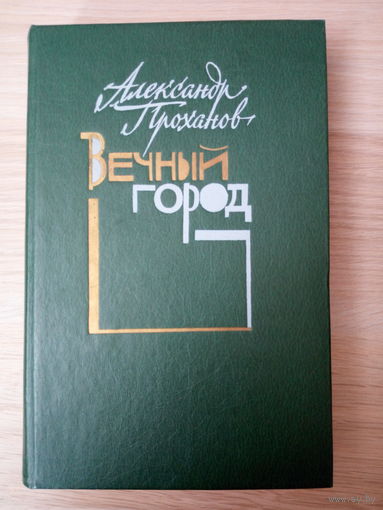 Александр
Проханов
Вечный
город